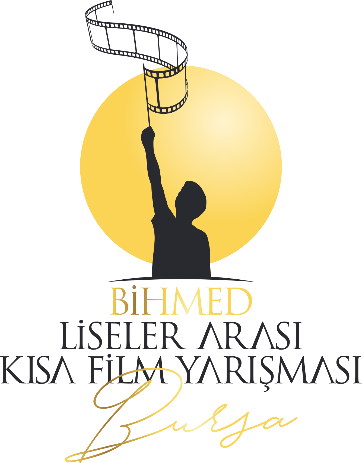 BİHMED
LİSELER ARASI
KISA FİLM YARIŞMASI
Bursa